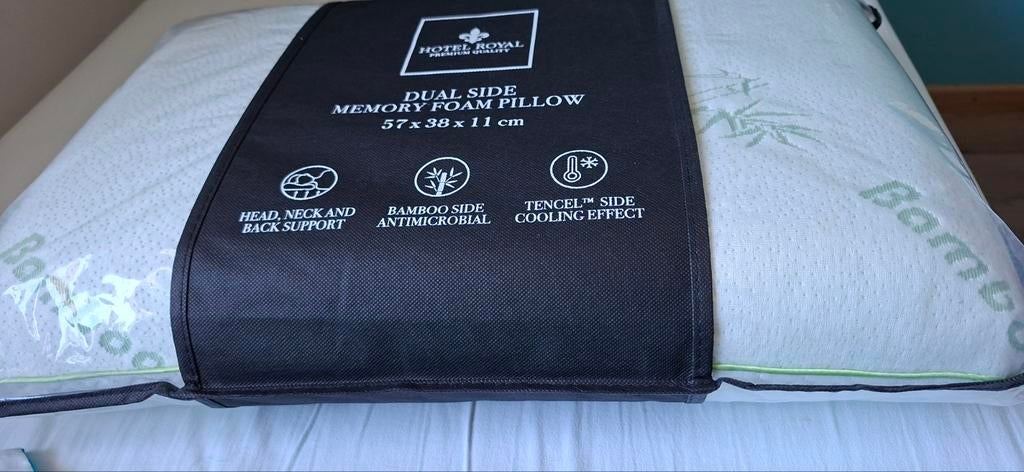 HOTEL ROYAL
PREMIUM QUALITY
DUAL SIDE
MEMORY FOAM PILLOW
57 x 38 x 11 cm
HEAD, NECK AND
BACK SUPPORT
BAMBOO SIDE
ANTIMICROBIAL
TENCEL™ SIDE
COOLING EFFECT
Bamboo
Bamboo